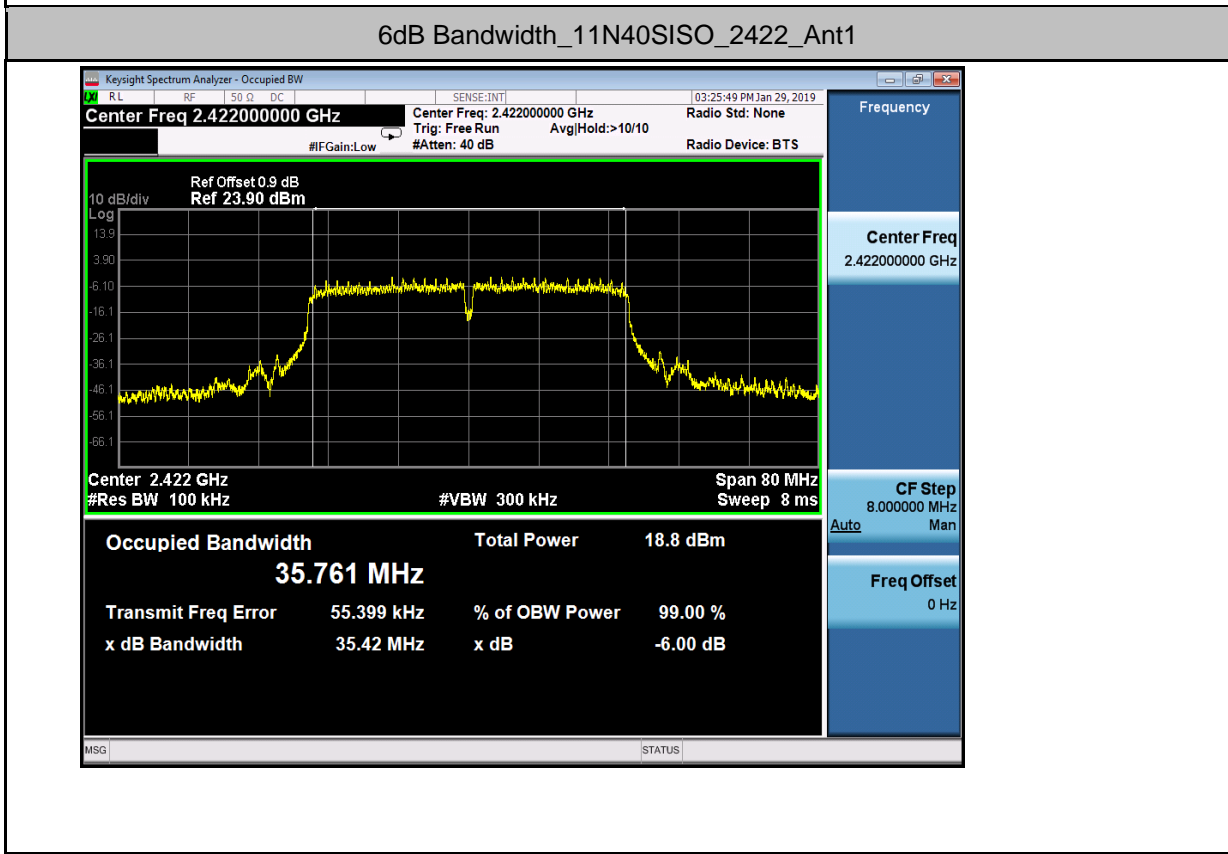 6dB Bandwidth_11N40SISO_2422_Ant1
Keysight Spectrum Analyzer - Occupied BW
LXI RL RF 50 Ω DC SENSE:INT 03:25:49 PM Jan 29, 2019
Center Freq 2.422000000 GHz
Center Freq: 2.422000000 GHz Radio Std: None
Trig: Free Run Avg|Hold:>10/10
#IFGain:Low #Atten: 40 dB Radio Device: BTS
Ref Offset 0.9 dB
10 dB/div Ref 23.90 dBm
Log
13.9
3.90
-6.10
-16.1
-26.1
-36.1
-46.1
-56.1
-66.1
Center 2.422 GHz Span 80 MHz
#Res BW 100 kHz #VBW 300 kHz Sweep 8 ms
Occupied Bandwidth Total Power 18.8 dBm
35.761 MHz
Transmit Freq Error 55.399 kHz % of OBW Power 99.00 %
x dB Bandwidth 35.42 MHz x dB -6.00 dB
Frequency
Center Freq
2.422000000 GHz
CF Step
8.000000 MHz
Auto Man
Freq Offset
0 Hz
MSG STATUS